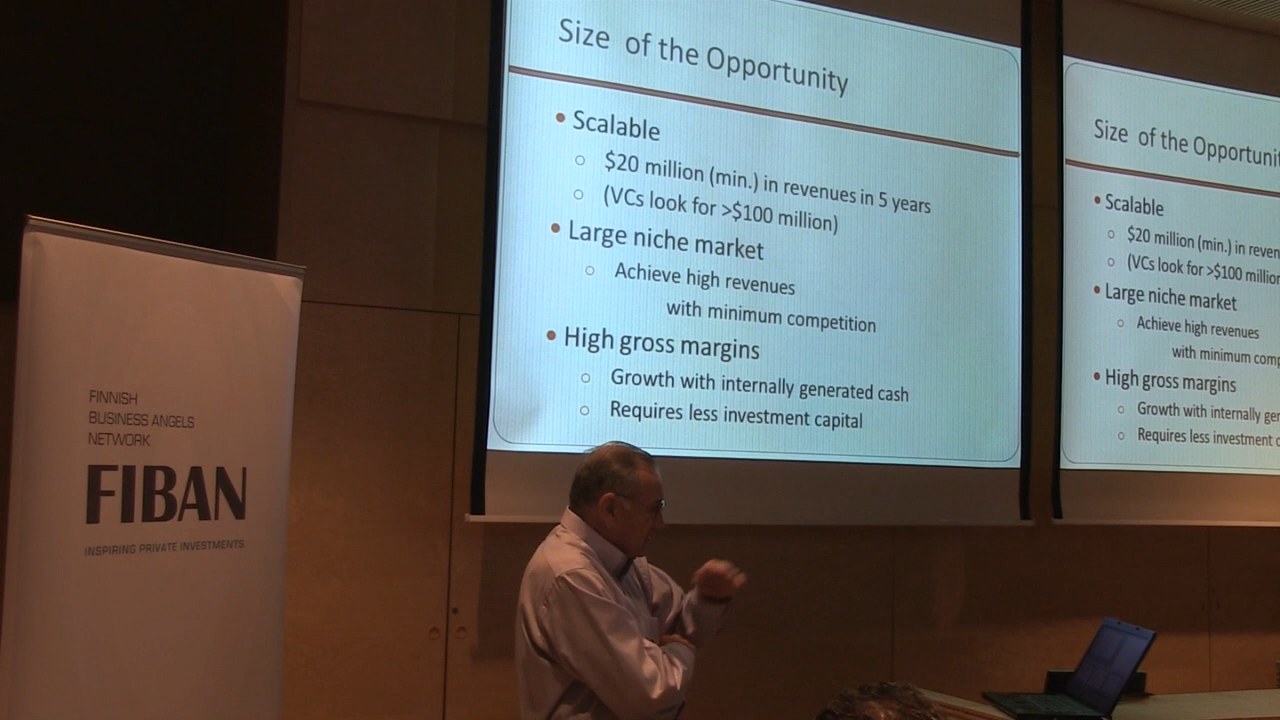 FINNISH
BUSINESS ANGELS
NETWORK
FIBAN
INSPIRING PRIVATE INVESTMENTS
Size of the Opportunity
• Scalable
○ $20 million (min.) in revenues in 5 years
○ (VCs look for >$100 million)
• Large niche market
○ Achieve high revenues
with minimum competition
• High gross margins
○ Growth with internally generated cash
○ Requires less investment capital
Size of the Opportuni
• Scalable
○ $20 million (min.) in reven
○ (VCs look for >$100 million
• Large niche market
○ Achieve high revenues
with minimum comp
• High gross margins
○ Growth with internally ger
○ Requires less investment c